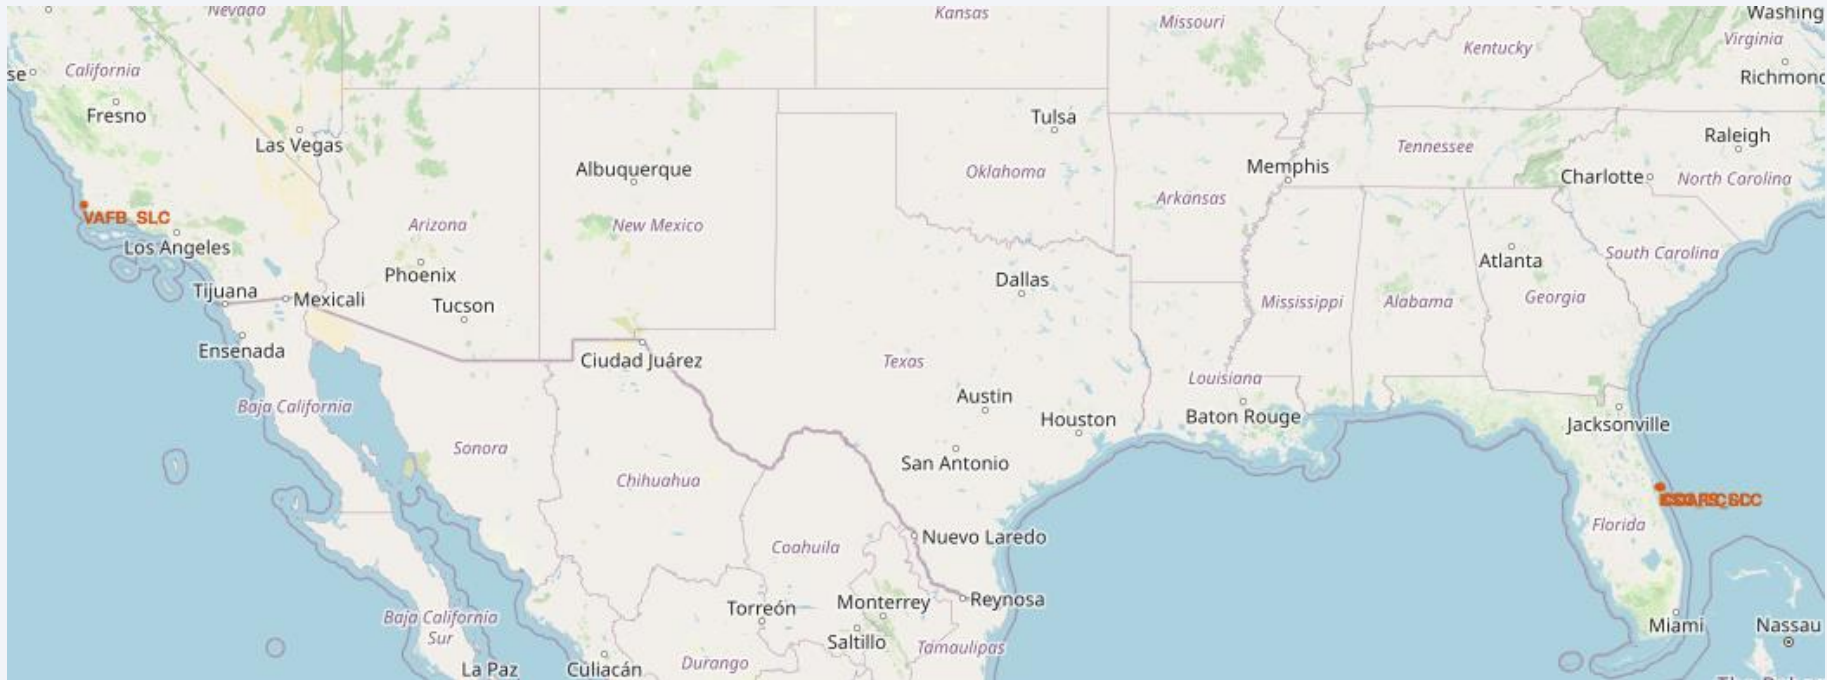 Nevada
Kansas
Missouri
Washing
Kentucky
Virginia
California
se
Richmond
Fresno
Tulsa
Las Vegas
Raleigh
Tennessee
Albuquerque
Oklahoma
Memphis
Charlotte
North Carolina
Arkansas
VAFB SLC
Arizona
New Mexico
Los Angeles
South Carolina
Atlanta
Phoenix
Dallas
Tijuana
Mexicali
Tucson
Mississippi
Alabama
Georgia
Ensenada
Ciudad Juárez
Texas
Louisiana
Austin
Baja California
Baton Rouge
Houston
Jacksonville
Sonora
San Antonio
Chihuahua
Florida
Nuevo Laredo
Coahuila
Reynosa
Torreón
Monterrey
Baja California
Sur
Miami
Nassau
Saltillo
Tamaulipas
La Paz
Culiacán
Durango